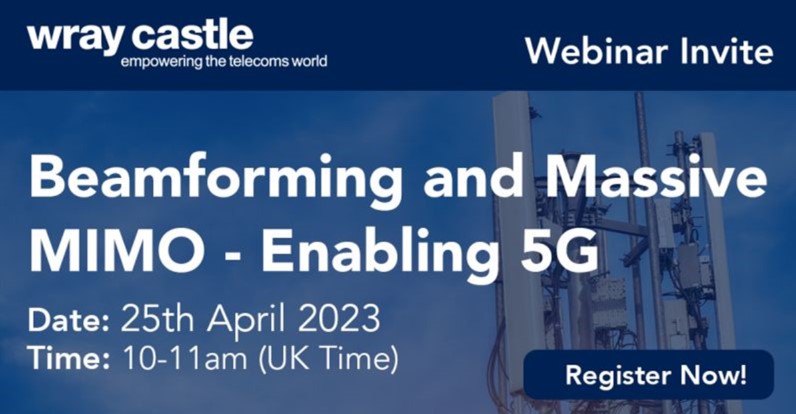 wray castle
empowering the telecoms world
Webinar Invite
Beamforming and Massive
MIMO - Enabling 5G
Date: 25th April 2023
Time: 10-11am (UK Time)
Register Now!